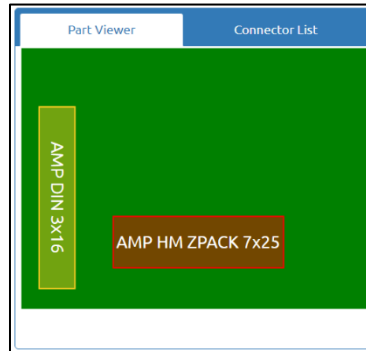 Part Viewer
Connector List
AMP DIN 3x16
AMP HM ZPACK 7x25